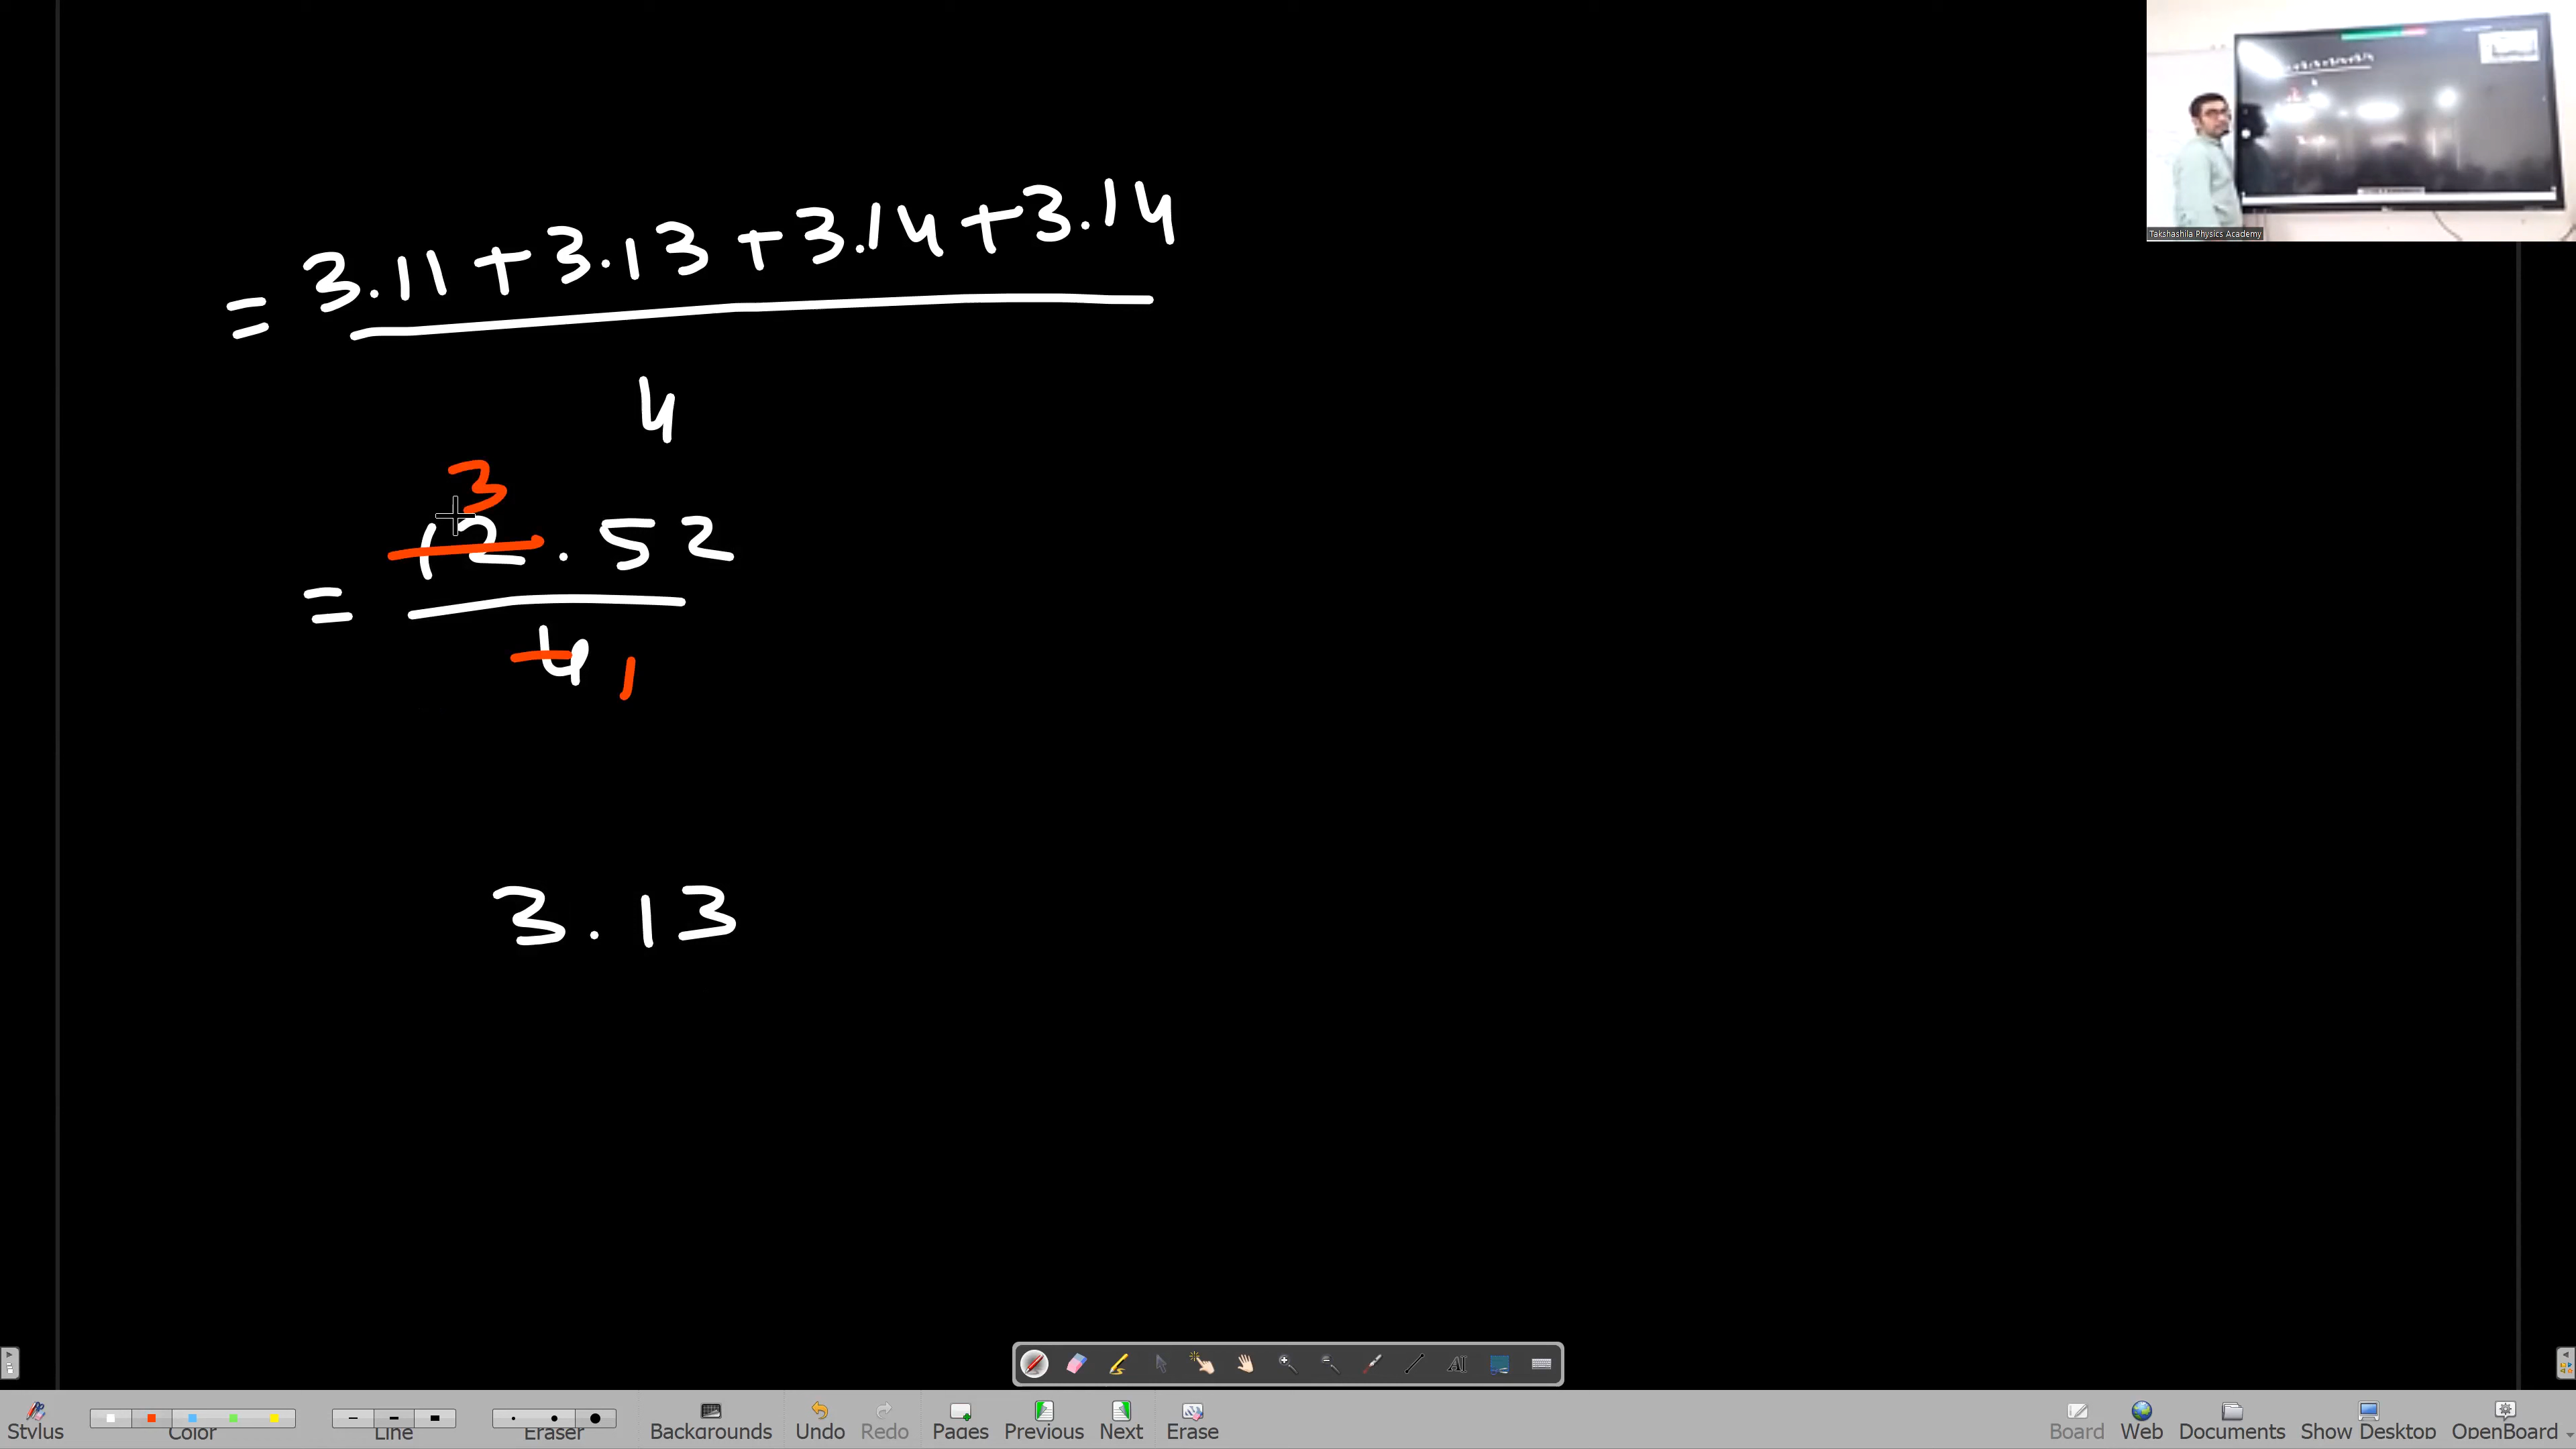 Takshashila Physics Academy
= 3.11 + 3.13 + 3.14 + 3.14
4
3
= 12.52
4 1
3.13
Stylus Color Line Eraser Backgrounds Undo Redo Pages Previous Next Erase Board Web Documents Show Desktop OpenBoard